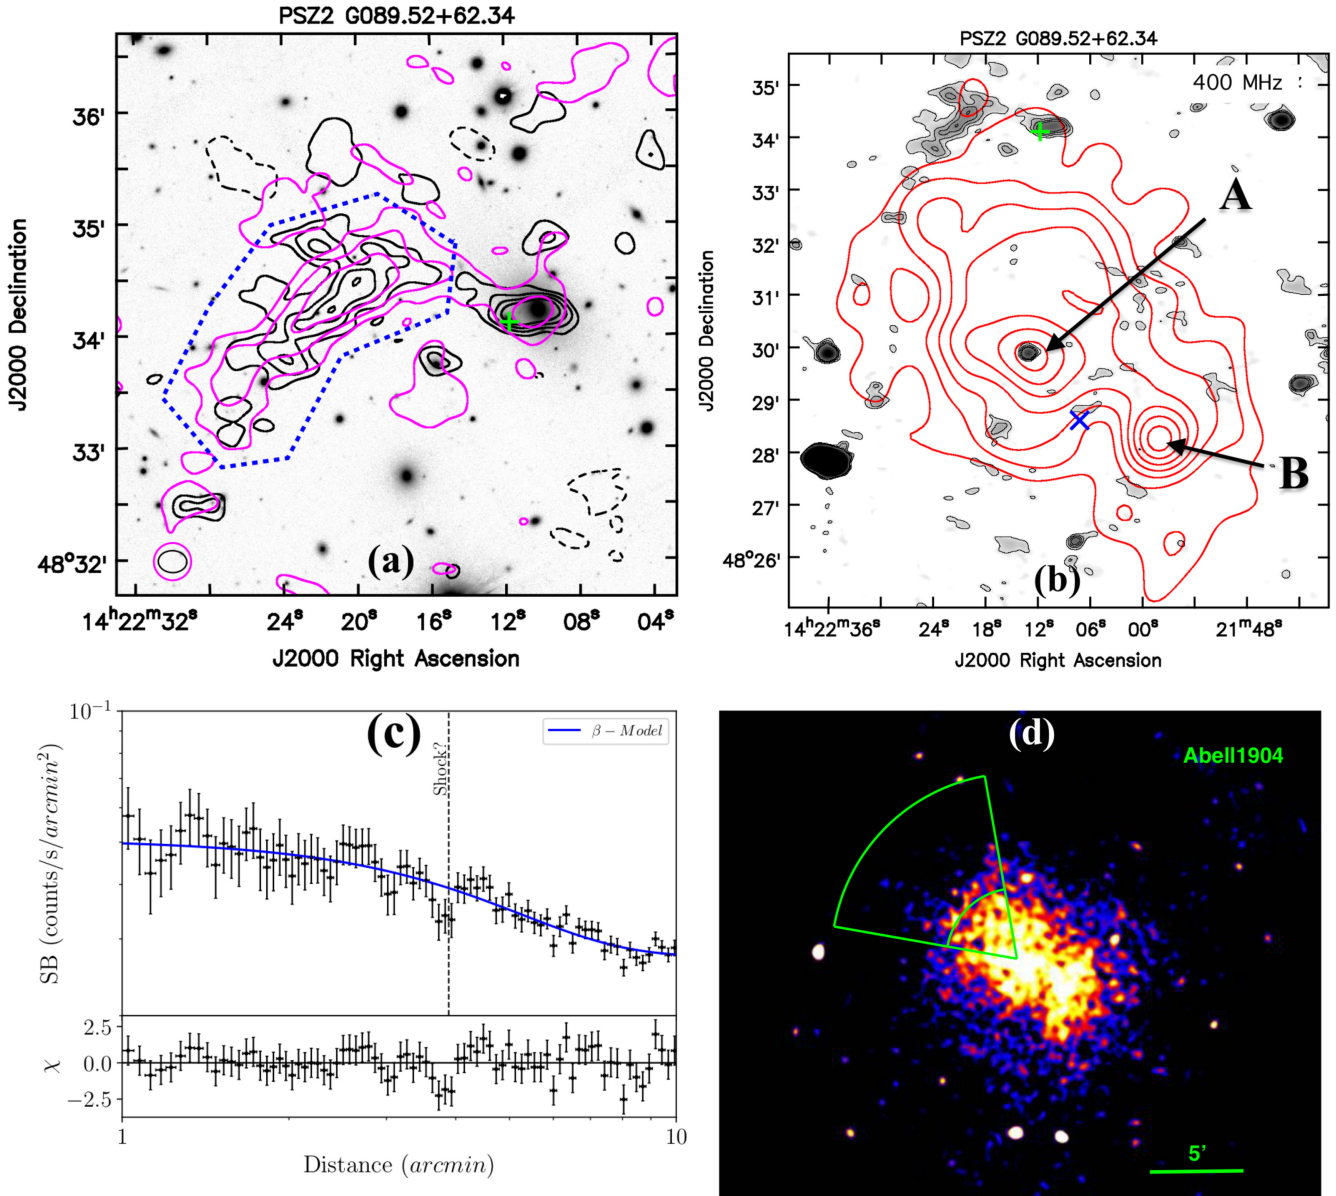 PSZ2 G089.52+62.34
36'
35'
34'
33'
48°32'
J2000 Declination
(a)
14ʰ22ᵐ32ˢ 24ˢ 20ˢ 16ˢ 12ˢ 08ˢ 04ˢ
J2000 Right Ascension
PSZ2 G089.52+62.34
400 MHz :
35'
34'
33'
32'
31'
30'
29'
28'
27'
48°26'
J2000 Declination
A
B
(b)
14ʰ22ᵐ36ˢ 24ˢ 18ˢ 12ˢ 06ˢ 00ˢ 21ᵐ48ˢ
J2000 Right Ascension
10⁻¹
(c)
Shock?
β − Model
SB (counts/s/arcmin²)
2.5
0.0
−2.5
χ
1 10
Distance (arcmin)
(d)
Abell1904
5'